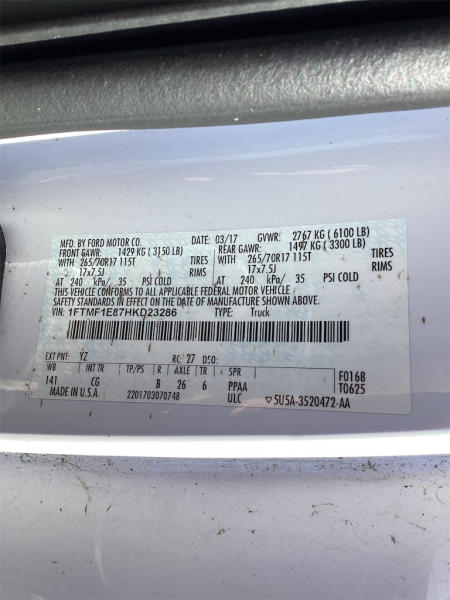 MFD. BY FORD MOTOR CO. DATE: 03/17 GVWR: 2767 KG ( 6100 LB)
FRONT GAWR: 1429 KG ( 3150 LB) REAR GAWR: 1497 KG ( 3300 LB)
WITH 265/70R17 115T TIRES WITH 265/70R17 115T TIRES
17x7.5J RIMS 17x7.5J RIMS
AT 240 kPa/ 35 PSI COLD AT 240 kPa/ 35 PSI COLD
THIS VEHICLE CONFORMS TO ALL APPLICABLE FEDERAL MOTOR VEHICLE
SAFETY STANDARDS IN EFFECT ON THE DATE OF MANUFACTURE SHOWN ABOVE.
VIN: 1FTMF1E87HKD23286 TYPE: Truck
EXT PNT: YZ RC: 27 DSO:
WB BRK INT TR TP/PS R AXLE TR SPR
141 CG B 26 6 PPAA F0168
T0625
MADE IN U.S.A. 2201703070748 ULC ▽5U5A-3520472-AA